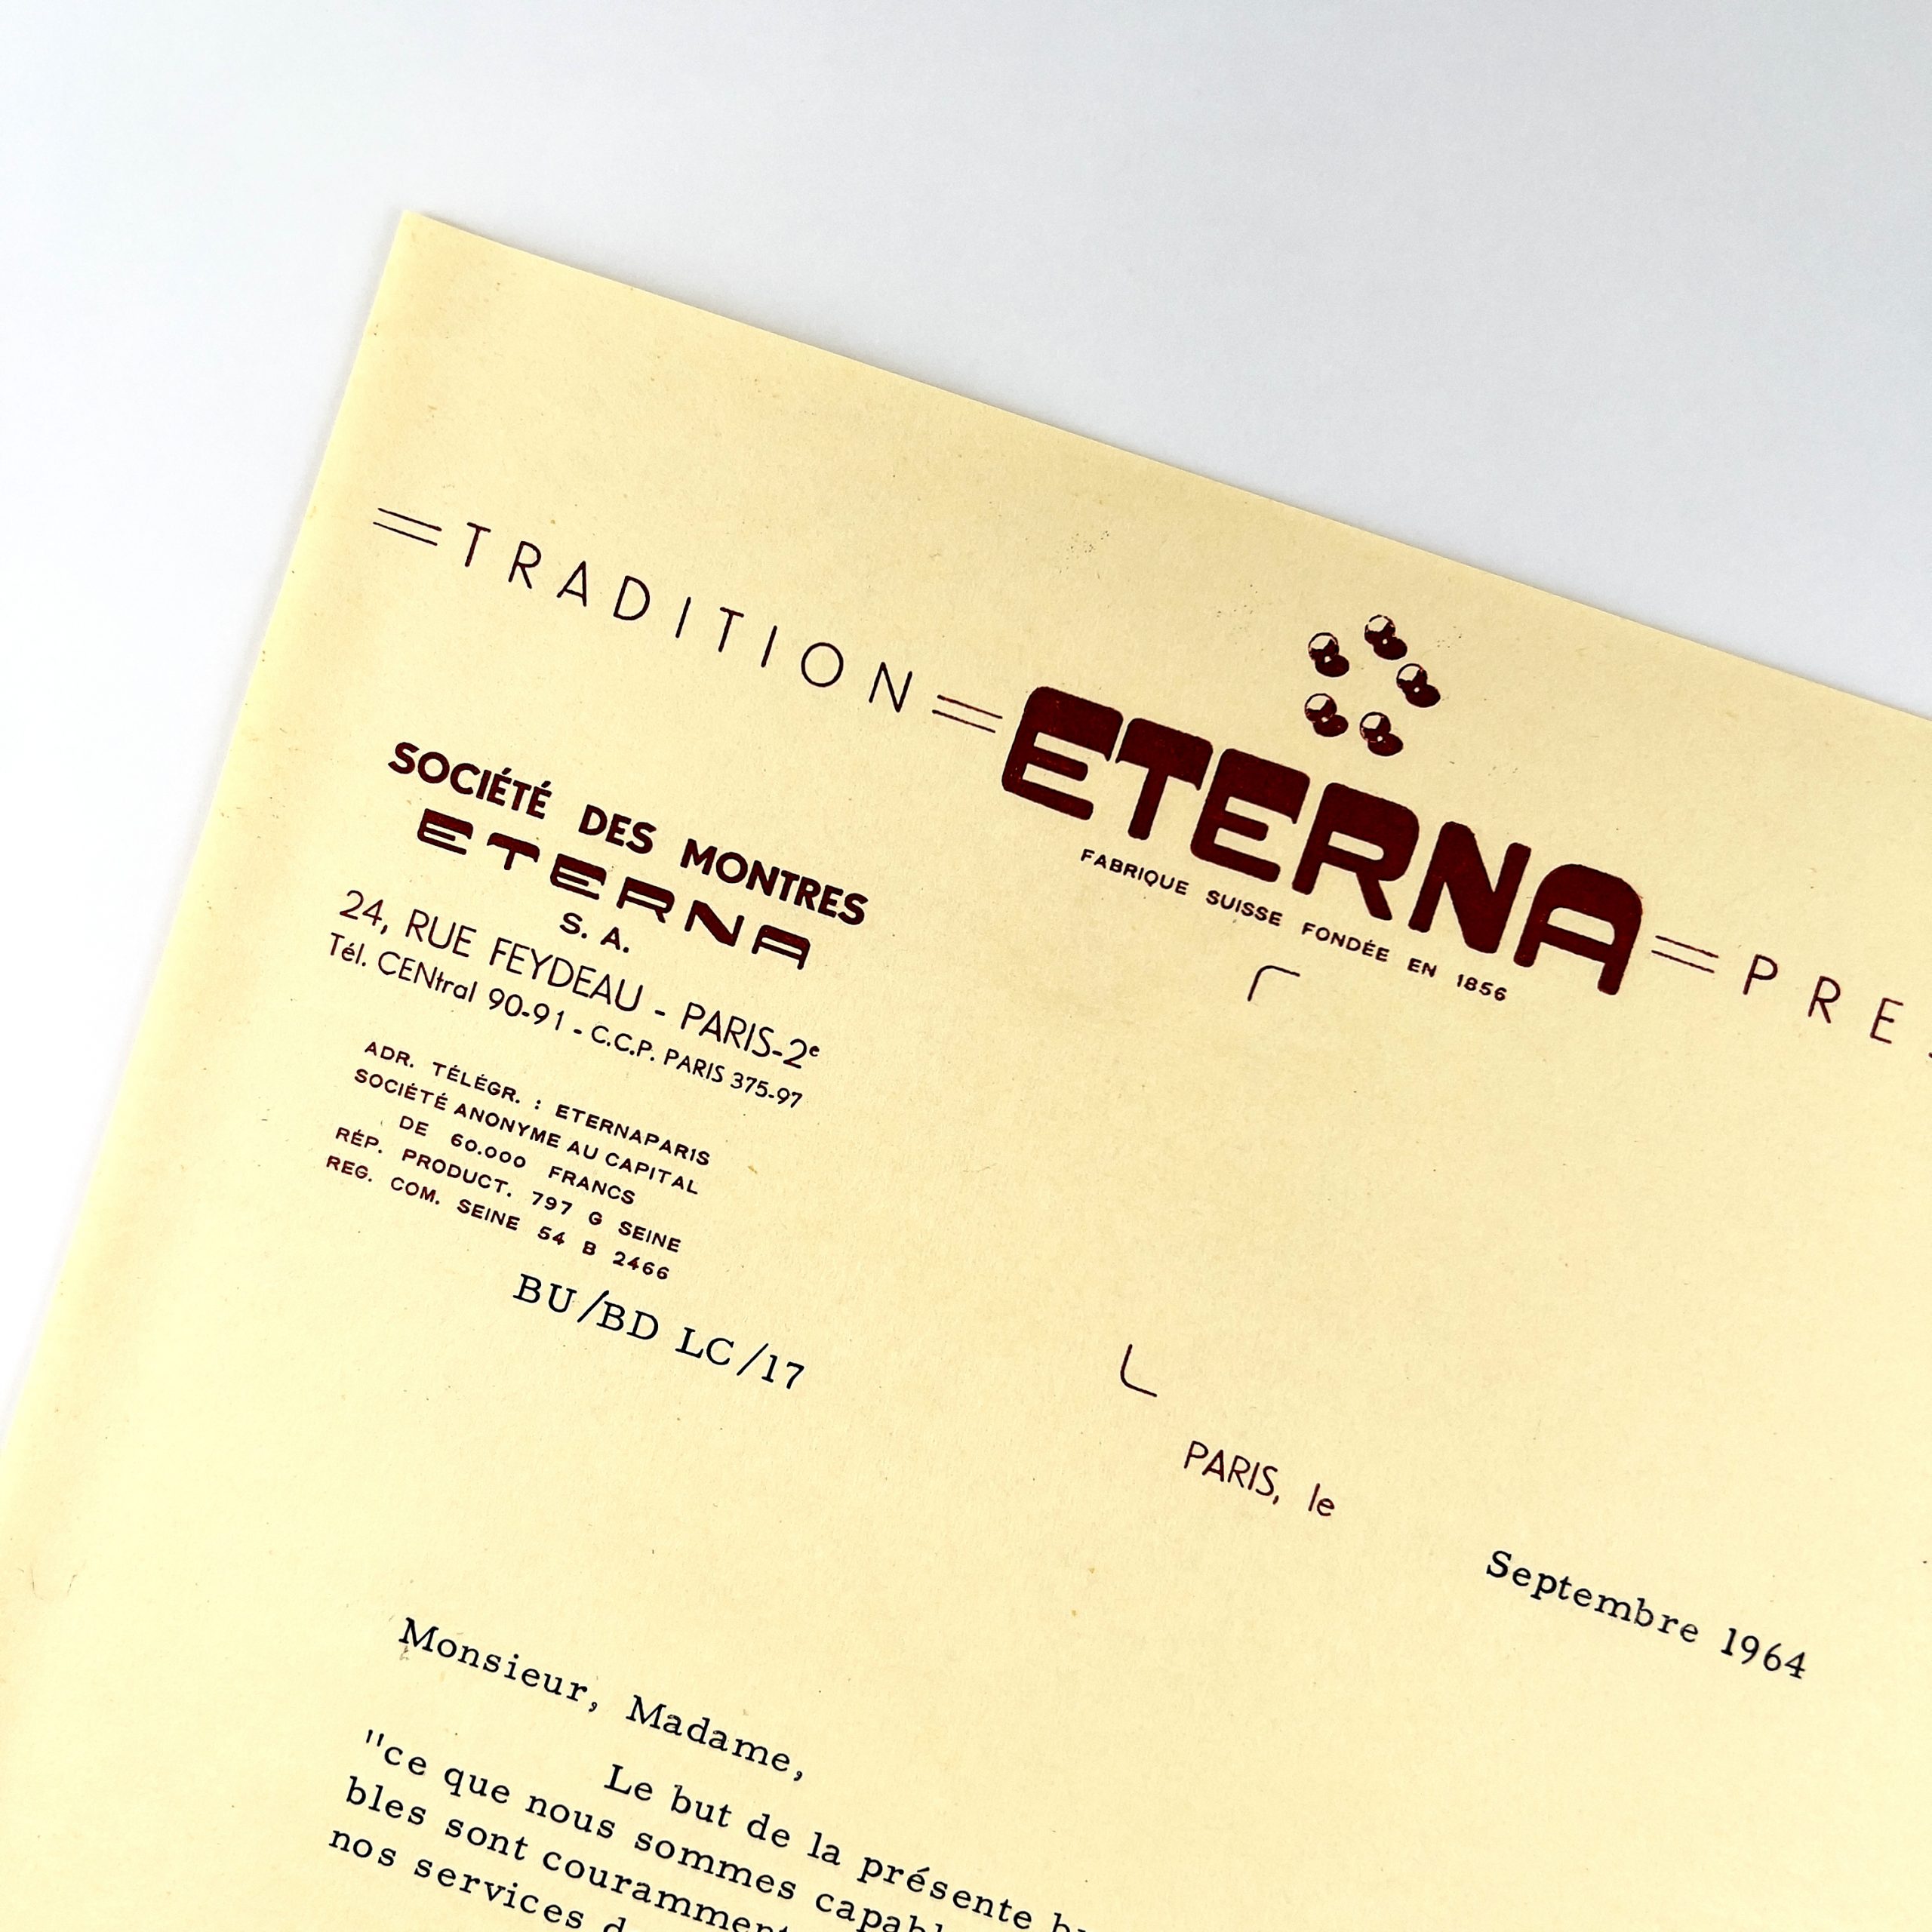 TRADITION ETERNA
FABRIQUE SUISSE FONDÉE EN 1856
SOCIÉTÉ DES MONTRES
ETERNA
S. A.
24, RUE FEYDEAU - PARIS-2e
Tél. CENtral 90-91 - C.C.P. PARIS 375-97
ADR. TÉLÉGR. : ETERNAPARIS
SOCIÉTÉ ANONYME AU CAPITAL
DE 60.000 FRANCS
RÉP. PRODUCT. 797 G SEINE
REG. COM. SEINE 54 B 2466
BU/BD LC/17
PARIS, le
Septembre 1964
Monsieur, Madame,
Le but de la présente
"ce que nous sommes
bles sont couramment
nos services